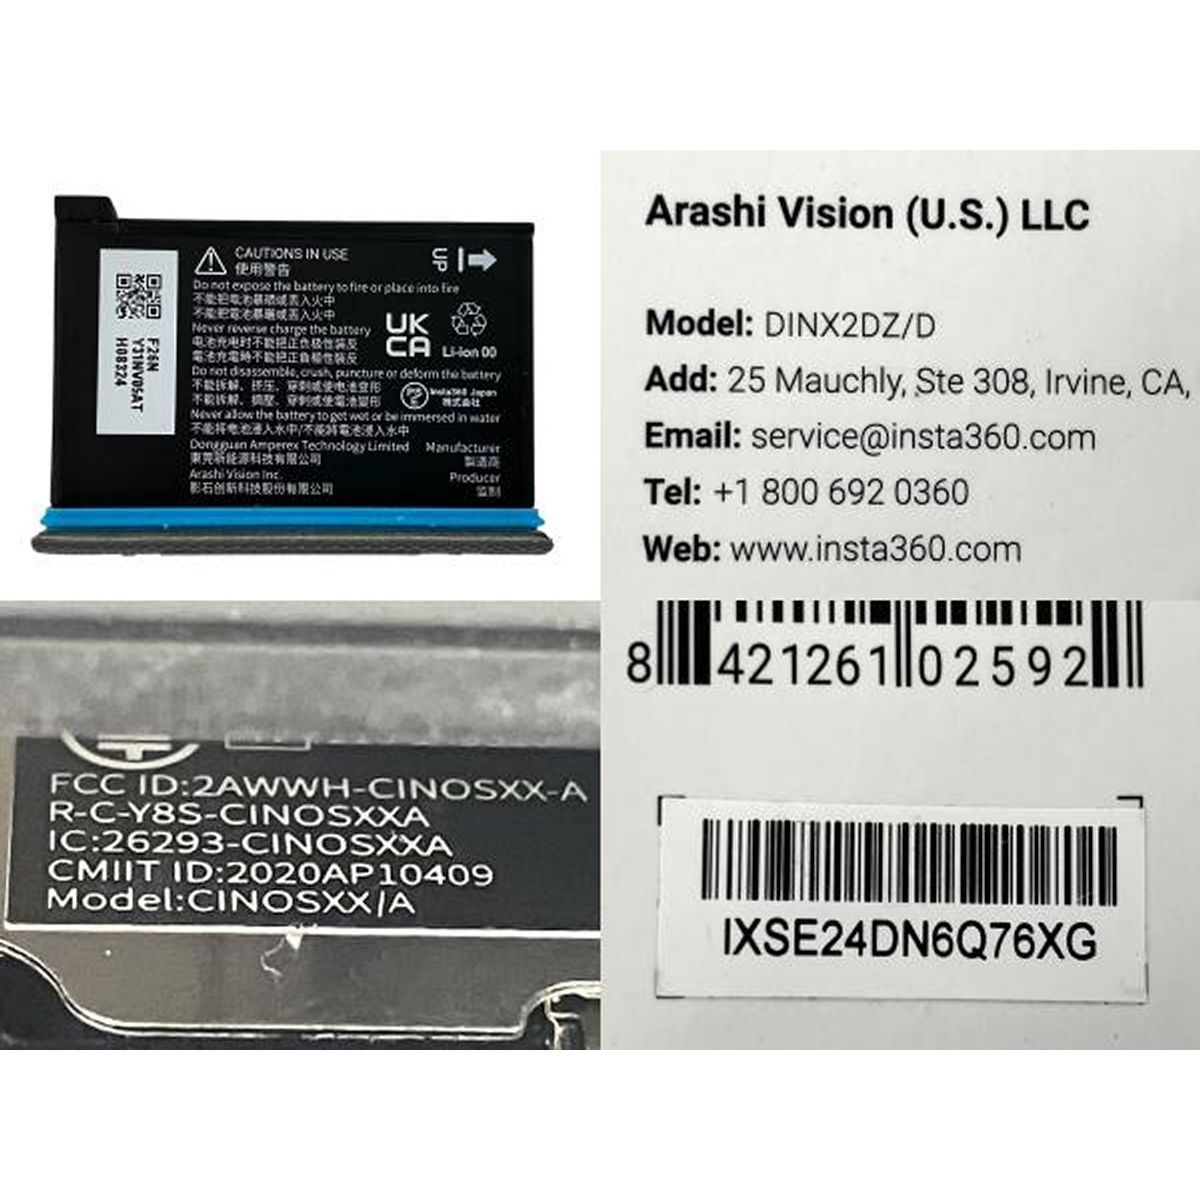 CAUTIONS IN USE
使用警告
UP
Do not expose the battery to fire or place into fire
不能把电池暴晒或丢入火中
不能把電池暴曬或丟入火中
Never reverse charge the battery
电池充电时不能把正负极性装反
電池充電時不能把正負極性裝反
UK
CA
Li-ion 00
Do not disassemble, crush, puncture or deform the battery
不能拆解、挤压、穿刺或使电池变形
不能拆解、擠壓、穿刺或使電池變形
PSE
Insta360 Japan
株式会社
Never allow the battery to get wet or be immersed in water
不能将电池浸入水中/不能將電池浸入水中
Dongguan Amperex Technology Limited Manufacturer
東莞新能源科技有限公司 製造商
Arashi Vision Inc. Producer
影石创新科技股份有限公司 监制
F26N
Y31NV05AT
H08324
Arashi Vision (U.S.) LLC
Model: DINX2DZ/D
Add: 25 Mauchly, Ste 308, Irvine, CA,
Email: service@insta360.com
Tel: +1 800 692 0360
Web: www.insta360.com
FCC ID:2AWWH-CINOSXX-A
R-C-Y8S-CINOSXXA
IC:26293-CINOSXXA
CMIIT ID:2020AP10409
Model:CINOSXX/A
8 421261 02592
IXSE24DN6Q76XG